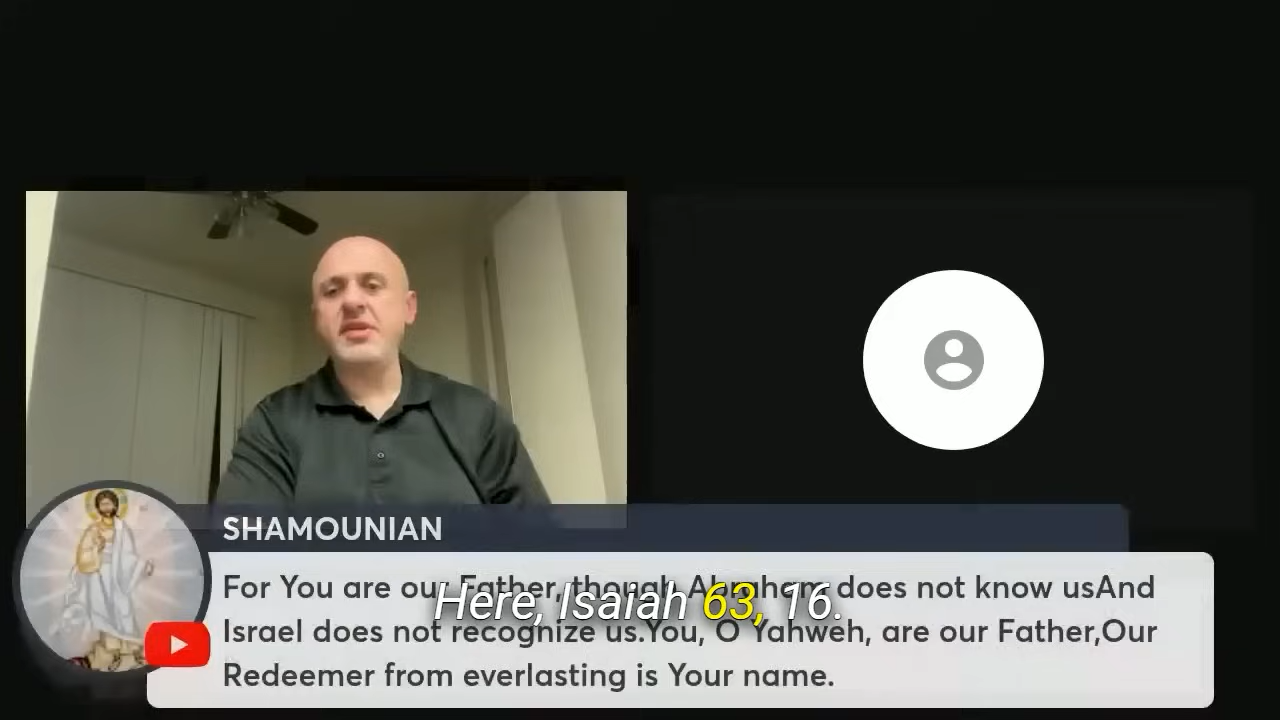 SHAMOUNIAN
For You are our Father, though Abraham does not know usAnd
Here, Isaiah 63, 16.
Israel does not recognize us.You, O Yahweh, are our Father,Our
Redeemer from everlasting is Your name.